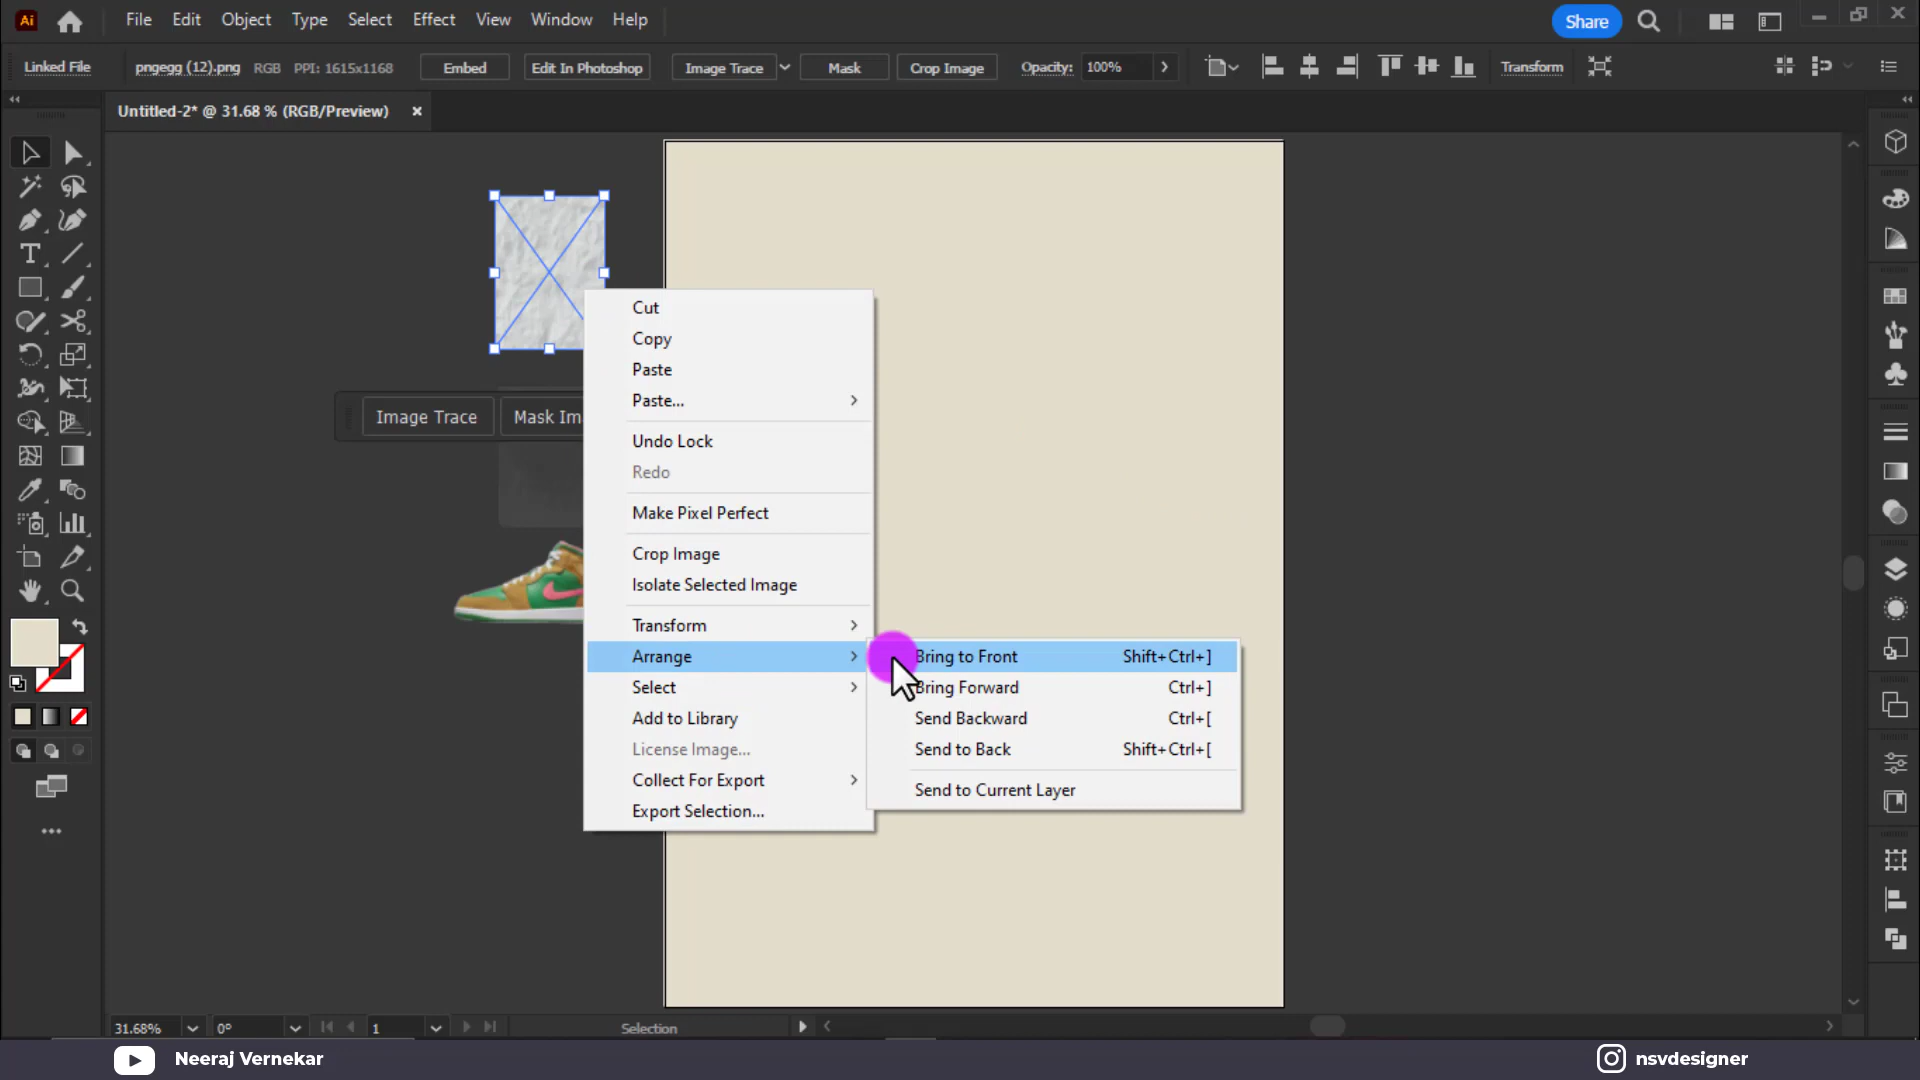 Ai File Edit Object Type Select Effect View Window Help Share
Linked File pngegg (12).png RGB PPI: 1615x1168 Embed Edit In Photoshop Image Trace Mask Crop Image Opacity: 100% Transform
Untitled-2* @ 31.68 % (RGB/Preview) ×
Cut
Copy
Paste
Paste...
Image Trace Mask Im
Undo Lock
Redo
Make Pixel Perfect
Crop Image
Isolate Selected Image
Transform
Arrange
Select
Add to Library
License Image...
Collect For Export
Export Selection...
Bring to Front Shift+Ctrl+]
Bring Forward Ctrl+]
Send Backward Ctrl+[
Send to Back Shift+Ctrl+[
Send to Current Layer
31.68% 0° 1 Selection
Neeraj Vernekar nsvdesigner